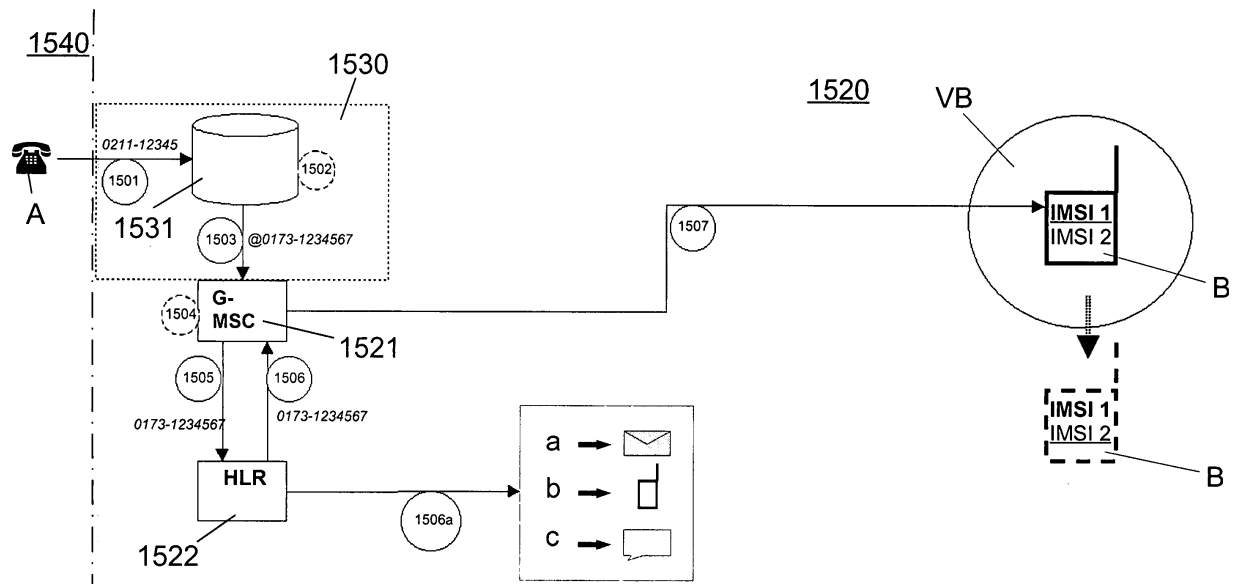 1540
1530
1520
VB
0211-12345
1501
1502
A
1531
1503
@0173-1234567
1507
IMSI 1
IMSI 2
B
1504
G-
MSC
1521
1505
1506
0173-1234567
0173-1234567
IMSI 1
IMSI 2
B
HLR
1506a
1522
a
b
c